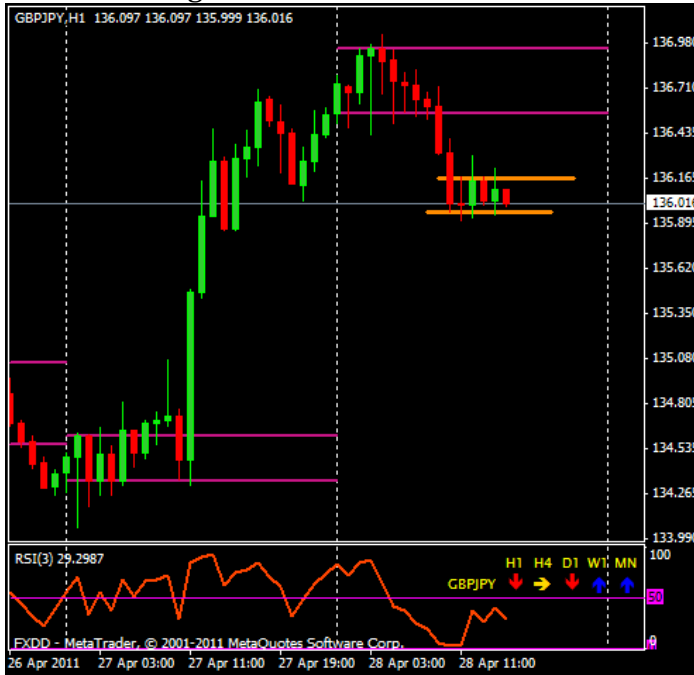 GBPJPY,H1 136.097 136.097 135.999 136.016
136.980
136.710
136.435
136.165
136.016
135.895
135.620
135.350
135.080
134.805
134.535
134.265
133.990
RSI(3) 29.2987
100
H1 H4 D1 W1 MN
GBPJPY
50
0
FXDD - MetaTrader, © 2001-2011 MetaQuotes Software Corp.
26 Apr 2011 27 Apr 03:00 27 Apr 11:00 27 Apr 19:00 28 Apr 03:00 28 Apr 11:00